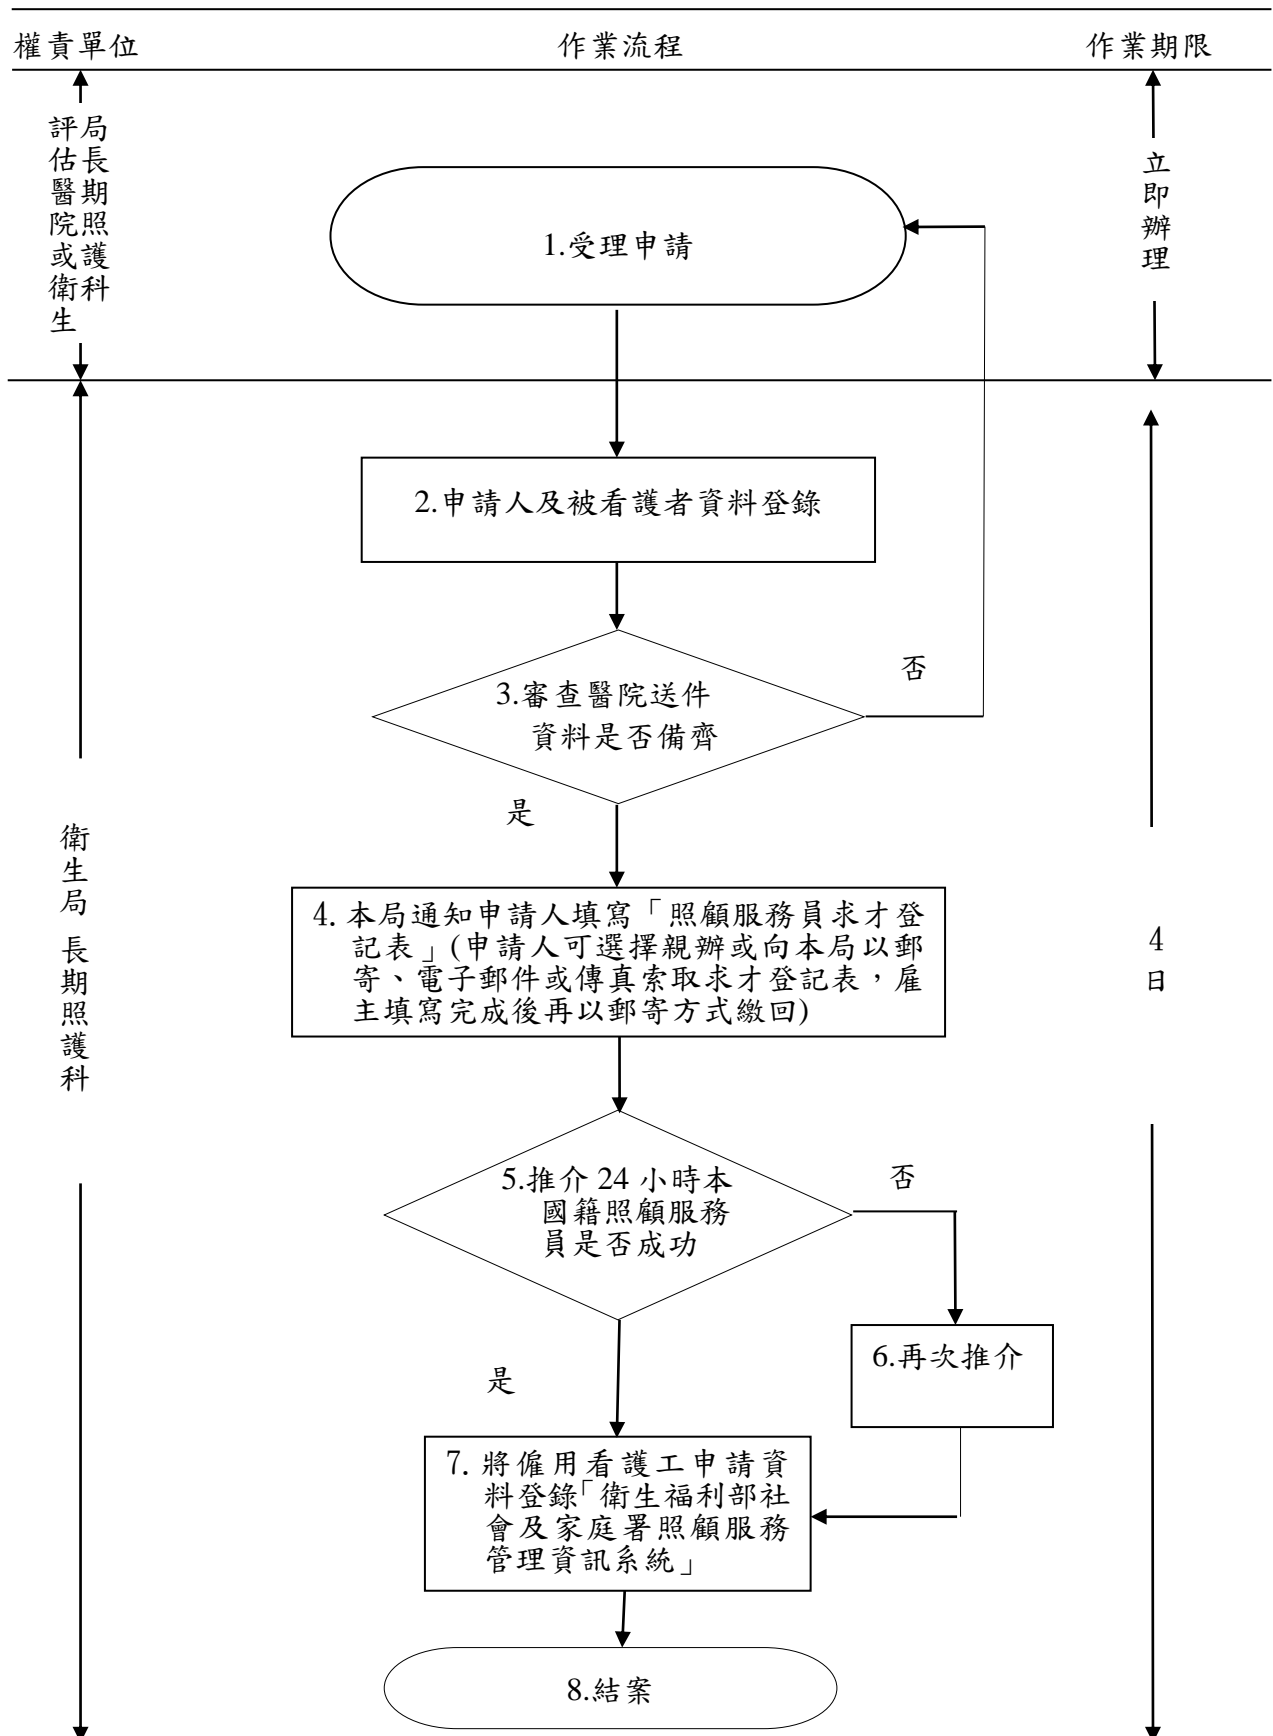 權責單位 作業流程 作業期限
評估醫院或衛生
局長期照護科
立即辦理
1.受理申請
2.申請人及被看護者資料登錄
3.審查醫院送件
資料是否備齊
否
是
衛生局 長期照護科
4日
4.本局通知申請人填寫「照顧服務員求才登
記表」(申請人可選擇親辦或向本局以郵
寄、電子郵件或傳真索取求才登記表，雇
主填寫完成後再以郵寄方式繳回)
5.推介 24 小時本
國籍照顧服務
員是否成功
否
是
6.再次推介
7.將僱用看護工申請資
料登錄「衛生福利部社
會及家庭署照顧服務
管理資訊系統」
8.結案